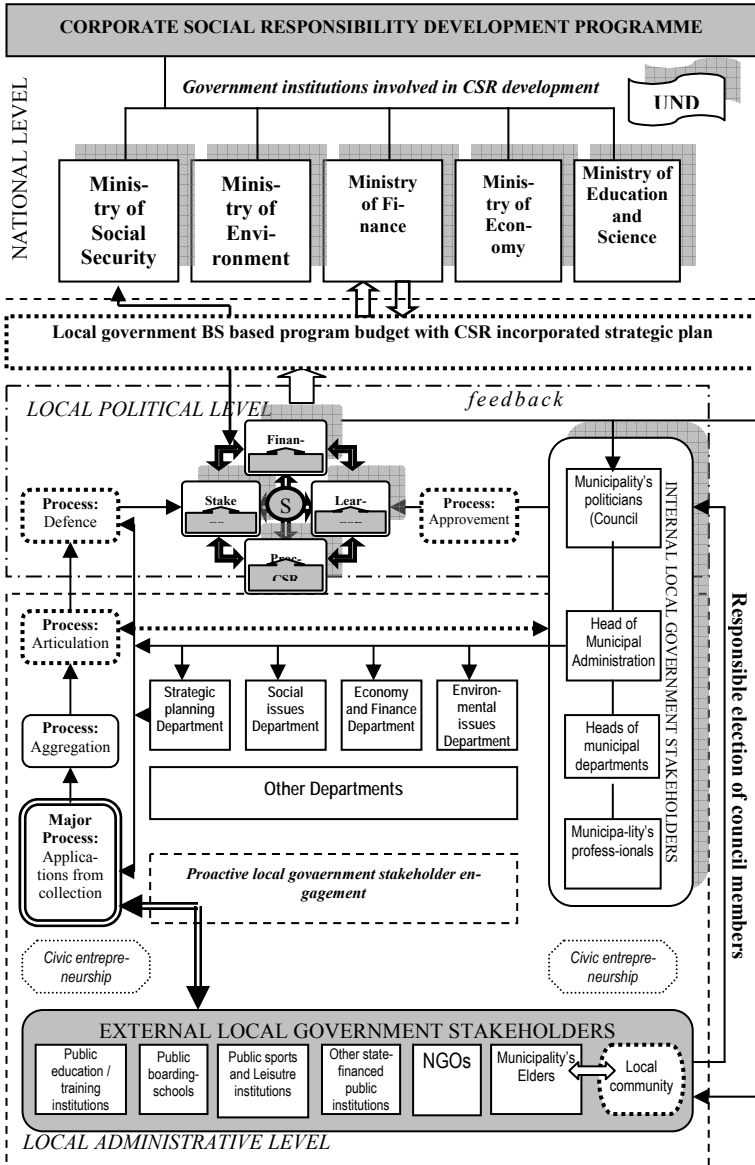 CORPORATE SOCIAL RESPONSIBILITY DEVELOPMENT PROGRAMME
NATIONAL LEVEL
Government institutions involved in CSR development
UND
Minis-
try of
Social
Security
Minis-
try of
Envi-
ronment
Ministry
of Fi-
nance
Minis-
try of
Econ-
omy
Ministry of
Education
and
Science
Local government BS based program budget with CSR incorporated strategic plan
LOCAL POLITICAL LEVEL
feedback
Finan-
Stake
S
Lear-
Proc-
CSR
Process:
Defence
Process:
Approvement
Municipality's
politicians
(Council
INTERNAL LOCAL GOVERNMENT STAKEHOLDERS
Responsible election of council
members
Process:
Articulation
Head of
Municipal
Administration
Strategic
planning
Department
Social
issues
Department
Economy
and Finance
Department
Environ-
mental
issues
Department
Process:
Aggregation
Other Departments
Heads of
municipal
departments
Major
Process:
Applica-
tions from
collection
Proactive local govaernment stakeholder en-
gagement
Municipa-lity's
profess-ionals
Civic entrepre-
neurship
Civic entrepre-
neurship
EXTERNAL LOCAL GOVERNMENT STAKEHOLDERS
Public
education /
training
institutions
Public
boarding-
schools
Public sports
and Leisutre
institutions
Other state-
financed
public
institutions
NGOs
Municipality's
Elders
Local
community
LOCAL ADMINISTRATIVE LEVEL